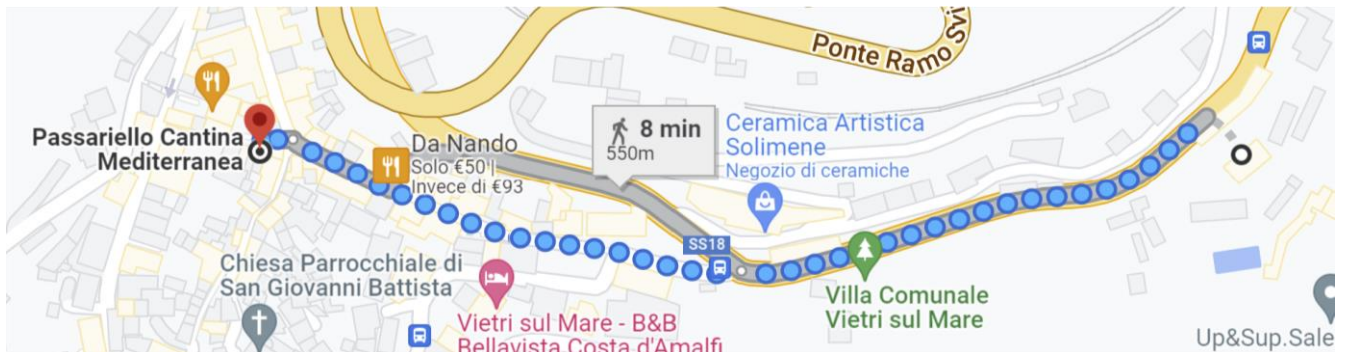 Ponte Ramo Svi
Passariello Cantina
Mediterranea
Da Nando
Solo €50 |
Invece di €93
8 min
550m
Ceramica Artistica
Solimene
Negozio di ceramiche
SS18
Chiesa Parrocchiale di
San Giovanni Battista
Vietri sul Mare - B&B
Bellavista Costa d'Amalfi
Villa Comunale
Vietri sul Mare
Up&Sup.Sale